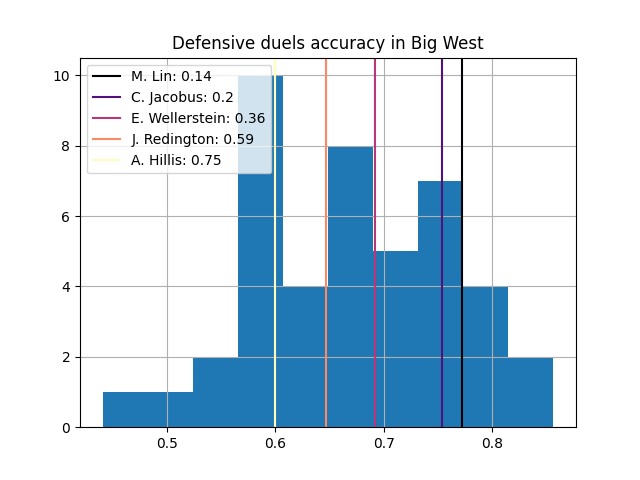 Defensive duels accuracy in Big West
M. Lin: 0.14
C. Jacobus: 0.2
E. Wellerstein: 0.36
J. Redington: 0.59
A. Hillis: 0.75
10
8
6
4
2
0
0.5 0.6 0.7 0.8